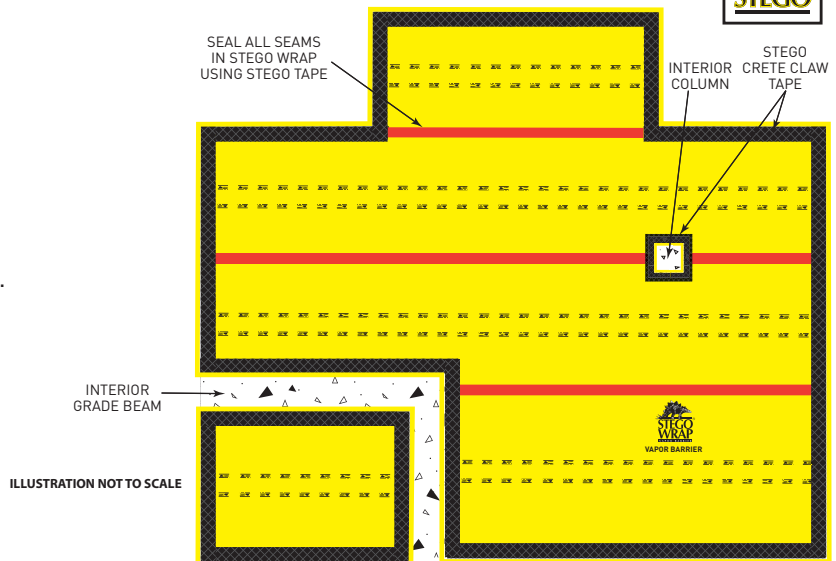 STEGO
SEAL ALL SEAMS
IN STEGO WRAP
USING STEGO TAPE
INTERIOR
COLUMN
STEGO
CRETE CLAW
TAPE
INTERIOR
GRADE BEAM
STEGO
WRAP
VAPOR BARRIER
ILLUSTRATION NOT TO SCALE